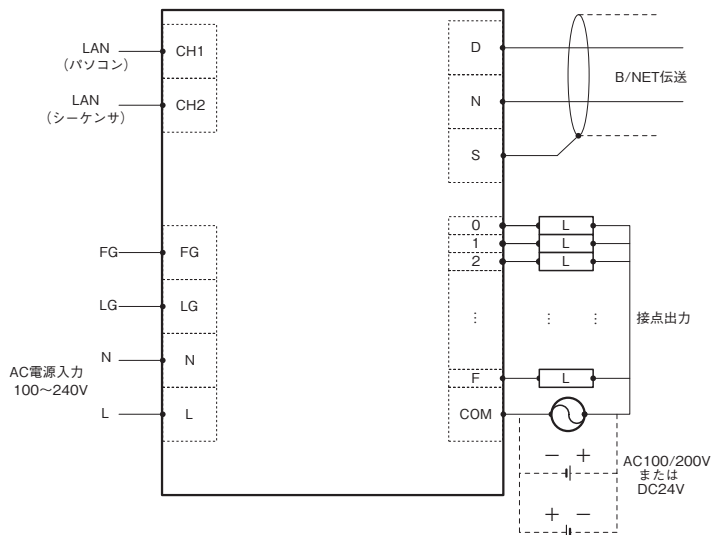 LAN
（パソコン）
CH1
LAN
（シーケンサ）
CH2
FG
FG
LG
LG
AC電源入力
100～240V
N
N
L
L
D
N
S
B/NET伝送
0
L
1
L
2
L
⋮
⋮
⋮
接点出力
F
L
COM
－ ＋
＋ －
AC100/200V
または
DC24V